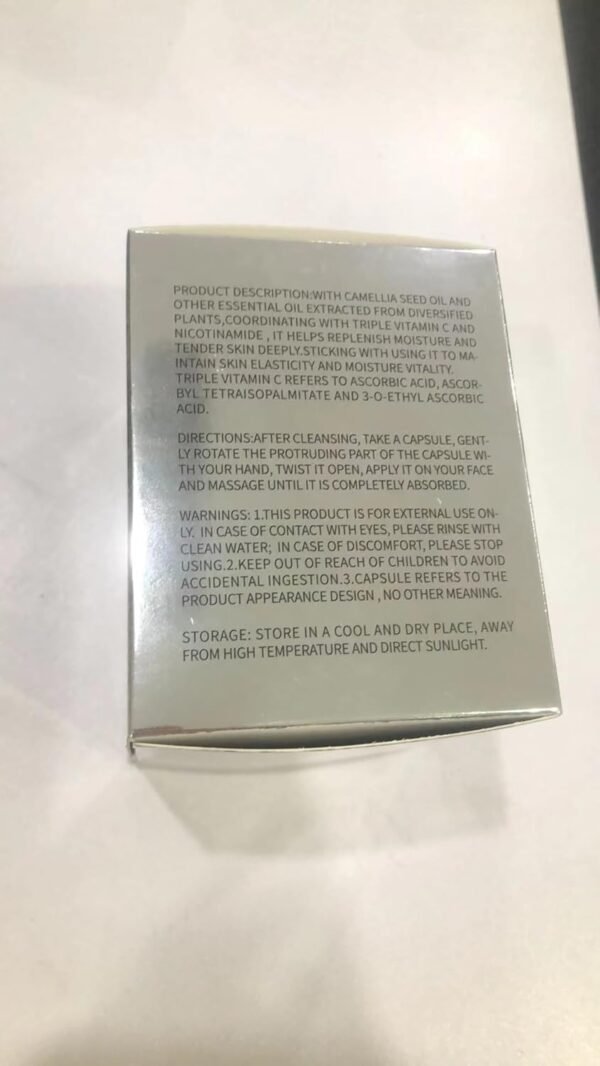 PRODUCT DESCRIPTION:WITH CAMELLIA SEED OIL AND
OTHER ESSENTIAL OIL EXTRACTED FROM DIVERSIFIED
PLANTS,COORDINATING WITH TRIPLE VITAMIN C AND
NICOTINAMIDE , IT HELPS REPLENISH MOISTURE AND
TENDER SKIN DEEPLY.STICKING WITH USING IT TO MA-
INTAIN SKIN ELASTICITY AND MOISTURE VITALITY.
TRIPLE VITAMIN C REFERS TO ASCORBIC ACID, ASCOR-
BYL TETRAISOPALMITATE AND 3-O-ETHYL ASCORBIC
ACID.
DIRECTIONS:AFTER CLEANSING, TAKE A CAPSULE, GENT-
LY ROTATE THE PROTRUDING PART OF THE CAPSULE WI-
TH YOUR HAND, TWIST IT OPEN, APPLY IT ON YOUR FACE
AND MASSAGE UNTIL IT IS COMPLETELY ABSORBED.
WARNINGS: 1.THIS PRODUCT IS FOR EXTERNAL USE ON-
LY. IN CASE OF CONTACT WITH EYES, PLEASE RINSE WITH
CLEAN WATER; IN CASE OF DISCOMFORT, PLEASE STOP
USING.2.KEEP OUT OF REACH OF CHILDREN TO AVOID
ACCIDENTAL INGESTION.3.CAPSULE REFERS TO THE
PRODUCT APPEARANCE DESIGN , NO OTHER MEANING.
STORAGE: STORE IN A COOL AND DRY PLACE, AWAY
FROM HIGH TEMPERATURE AND DIRECT SUNLIGHT.